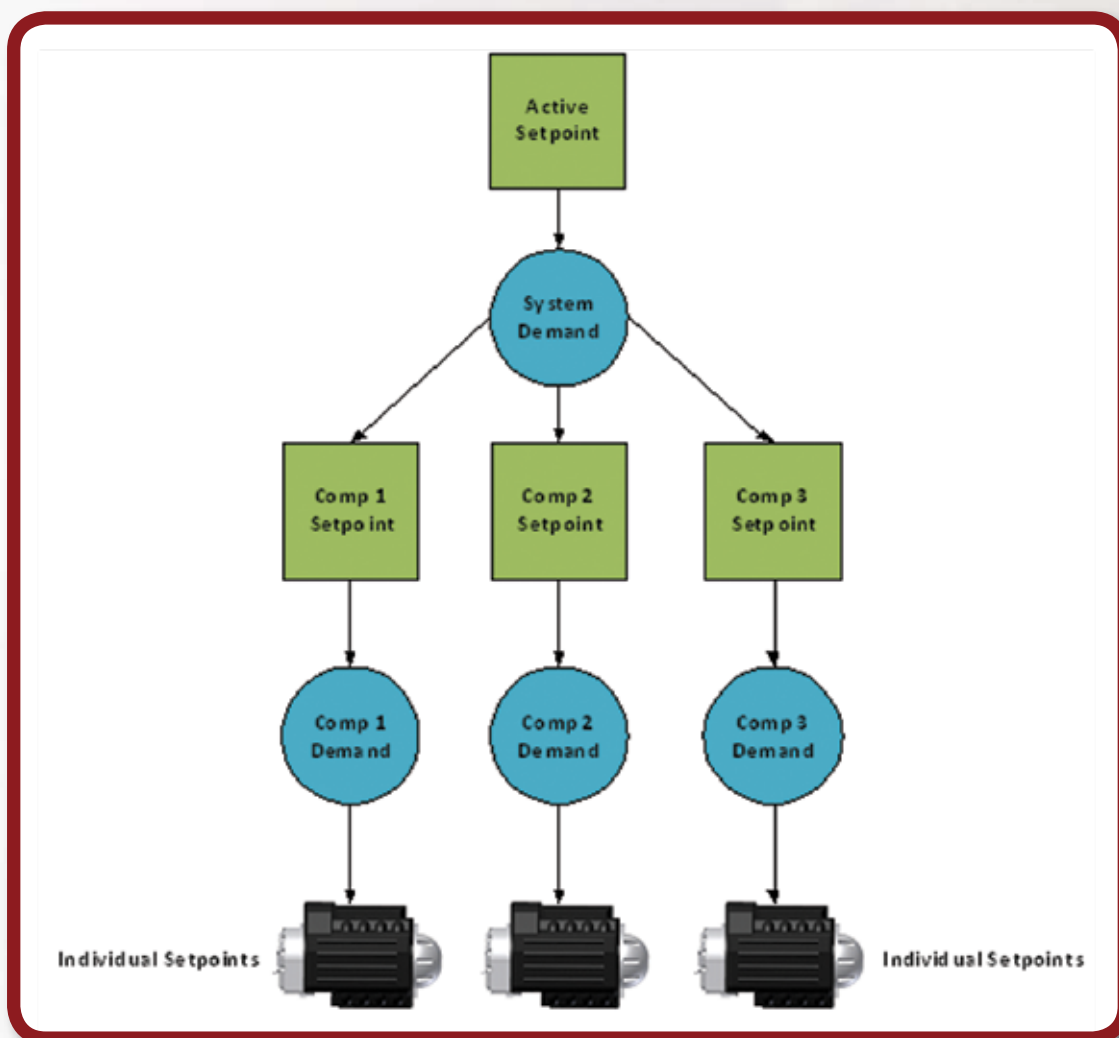 Active
Setpoint
System
Demand
Comp 1
Setpoint
Comp 2
Setpoint
Comp 3
Setpoint
Comp 1
Demand
Comp 2
Demand
Comp 3
Demand
Individual Setpoints
Individual Setpoints